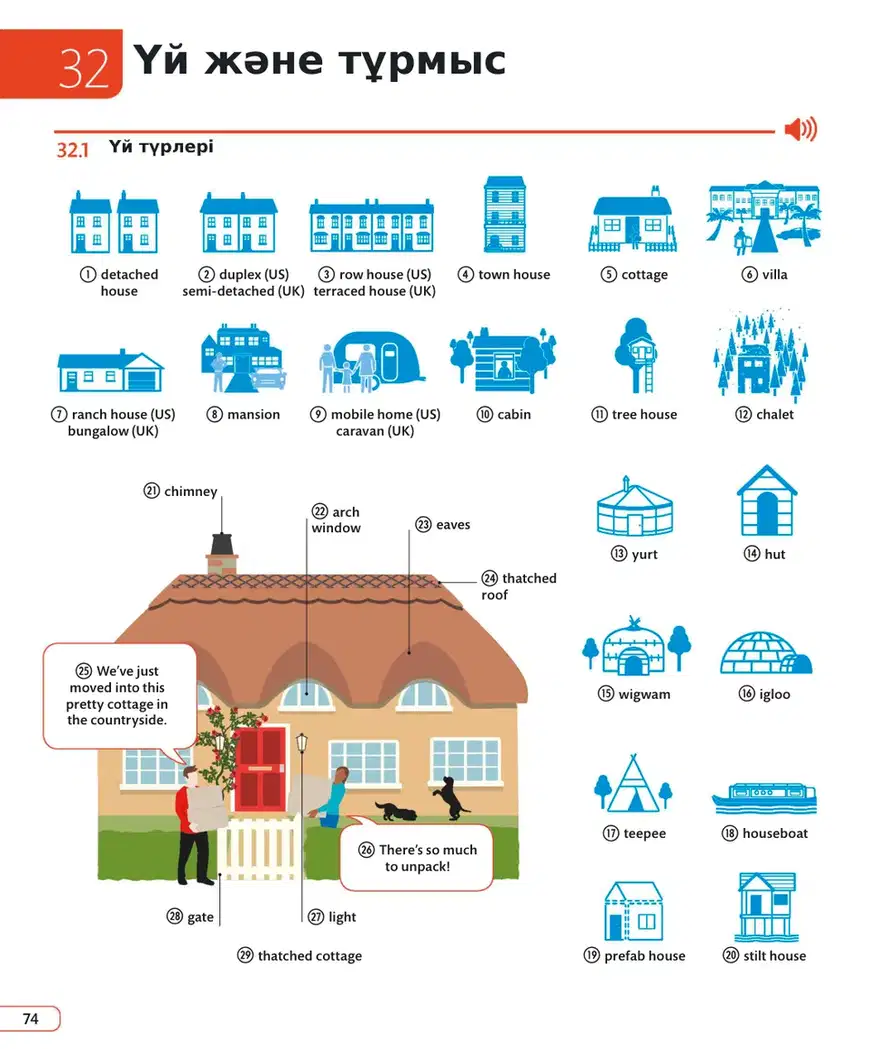 32 Үй және тұрмыс
32.1 Үй түрлері
① detached
house
② duplex (US)
semi-detached (UK)
③ row house (US)
terraced house (UK)
④ town house
⑤ cottage
⑥ villa
⑦ ranch house (US)
bungalow (UK)
⑧ mansion
⑨ mobile home (US)
caravan (UK)
⑩ cabin
⑪ tree house
⑫ chalet
⑬ yurt
⑭ hut
⑮ wigwam
⑯ igloo
⑰ teepee
⑱ houseboat
⑲ prefab house
⑳ stilt house
㉑ chimney
㉒ arch
window
㉓ eaves
㉔ thatched
roof
㉕ We’ve just
moved into this
pretty cottage in
the countryside.
㉖ There’s so much
to unpack!
㉘ gate
㉗ light
㉙ thatched cottage
74